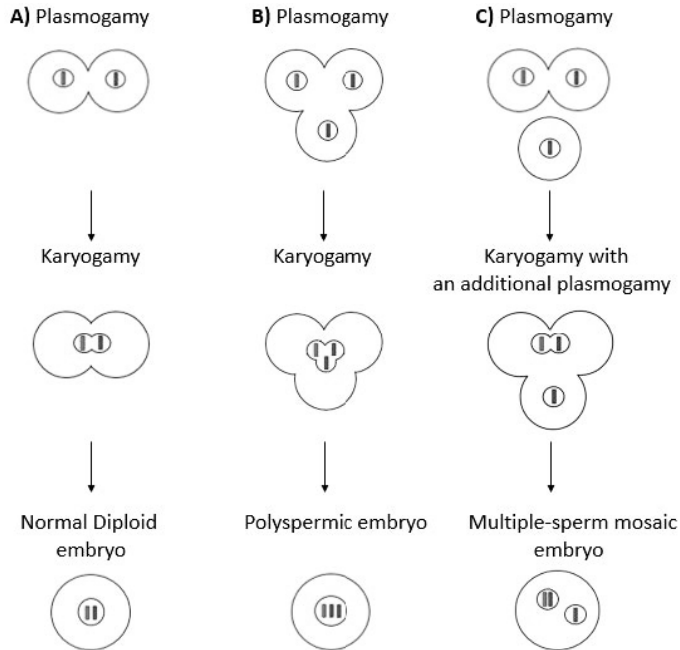 A) Plasmogamy
B) Plasmogamy
C) Plasmogamy
Karyogamy
Karyogamy
Karyogamy with
an additional plasmogamy
Normal Diploid
embryo
Polyspermic embryo
Multiple-sperm mosaic
embryo